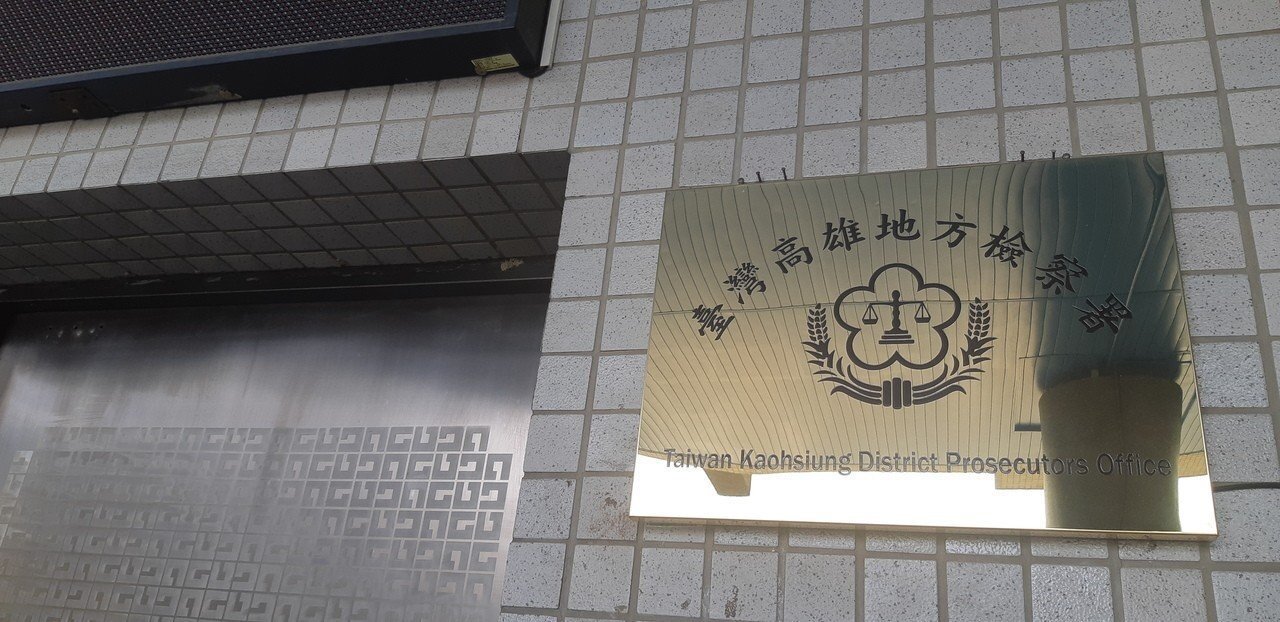 臺灣高雄地方檢察署
Taiwan Kaohsiung District Prosecutors Office